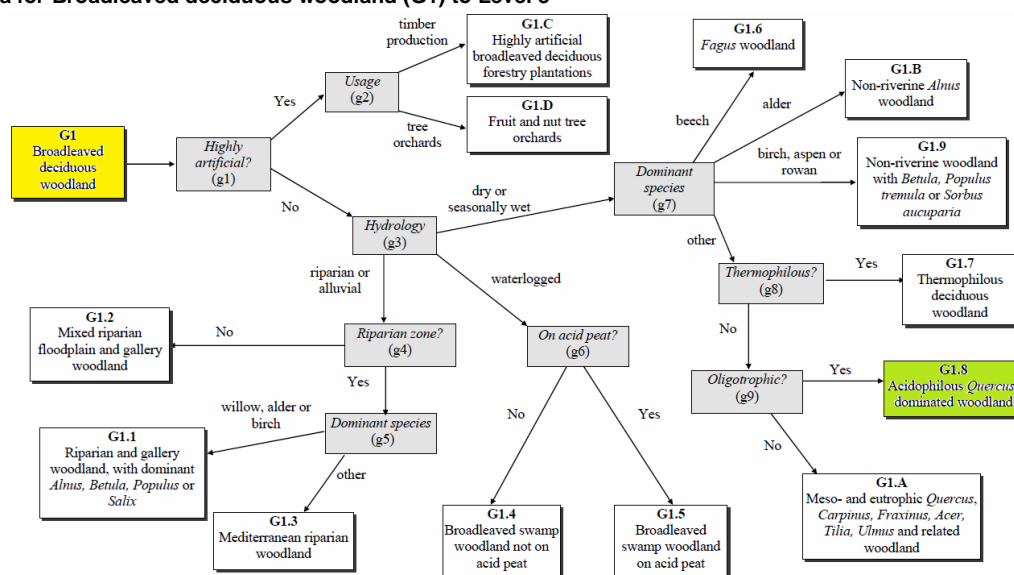 a for Broadleaved deciduous woodland (G1) to Level 3
G1
Broadleaved
deciduous
woodland
Highly
artificial?
(g1)
Yes
No
Usage
(g2)
timber
production
tree
orchards
G1.C
Highly artificial
broadleaved deciduous
forestry plantations
G1.D
Fruit and nut tree
orchards
Hydrology
(g3)
dry or
seasonally wet
riparian or
alluvial
waterlogged
Dominant
species
(g7)
beech
alder
birch, aspen or
rowan
other
G1.6
Fagus woodland
G1.B
Non-riverine Alnus
woodland
G1.9
Non-riverine woodland
with Betula, Populus
tremula or Sorbus
aucuparia
Thermophilous?
(g8)
Yes
No
G1.7
Thermophilous
deciduous
woodland
Oligotrophic?
(g9)
Yes
No
G1.8
Acidophilous Quercus
dominated woodland
G1.A
Meso- and eutrophic Quercus,
Carpinus, Fraxinus, Acer,
Tilia, Ulmus and related
woodland
Riparian zone?
(g4)
No
Yes
G1.2
Mixed riparian
floodplain and gallery
woodland
Dominant species
(g5)
willow, alder or
birch
other
G1.1
Riparian and gallery
woodland, with dominant
Alnus, Betula, Populus or
Salix
G1.3
Mediterranean riparian
woodland
On acid peat?
(g6)
No
Yes
G1.4
Broadleaved swamp
woodland not on
acid peat
G1.5
Broadleaved
swamp woodland
on acid peat